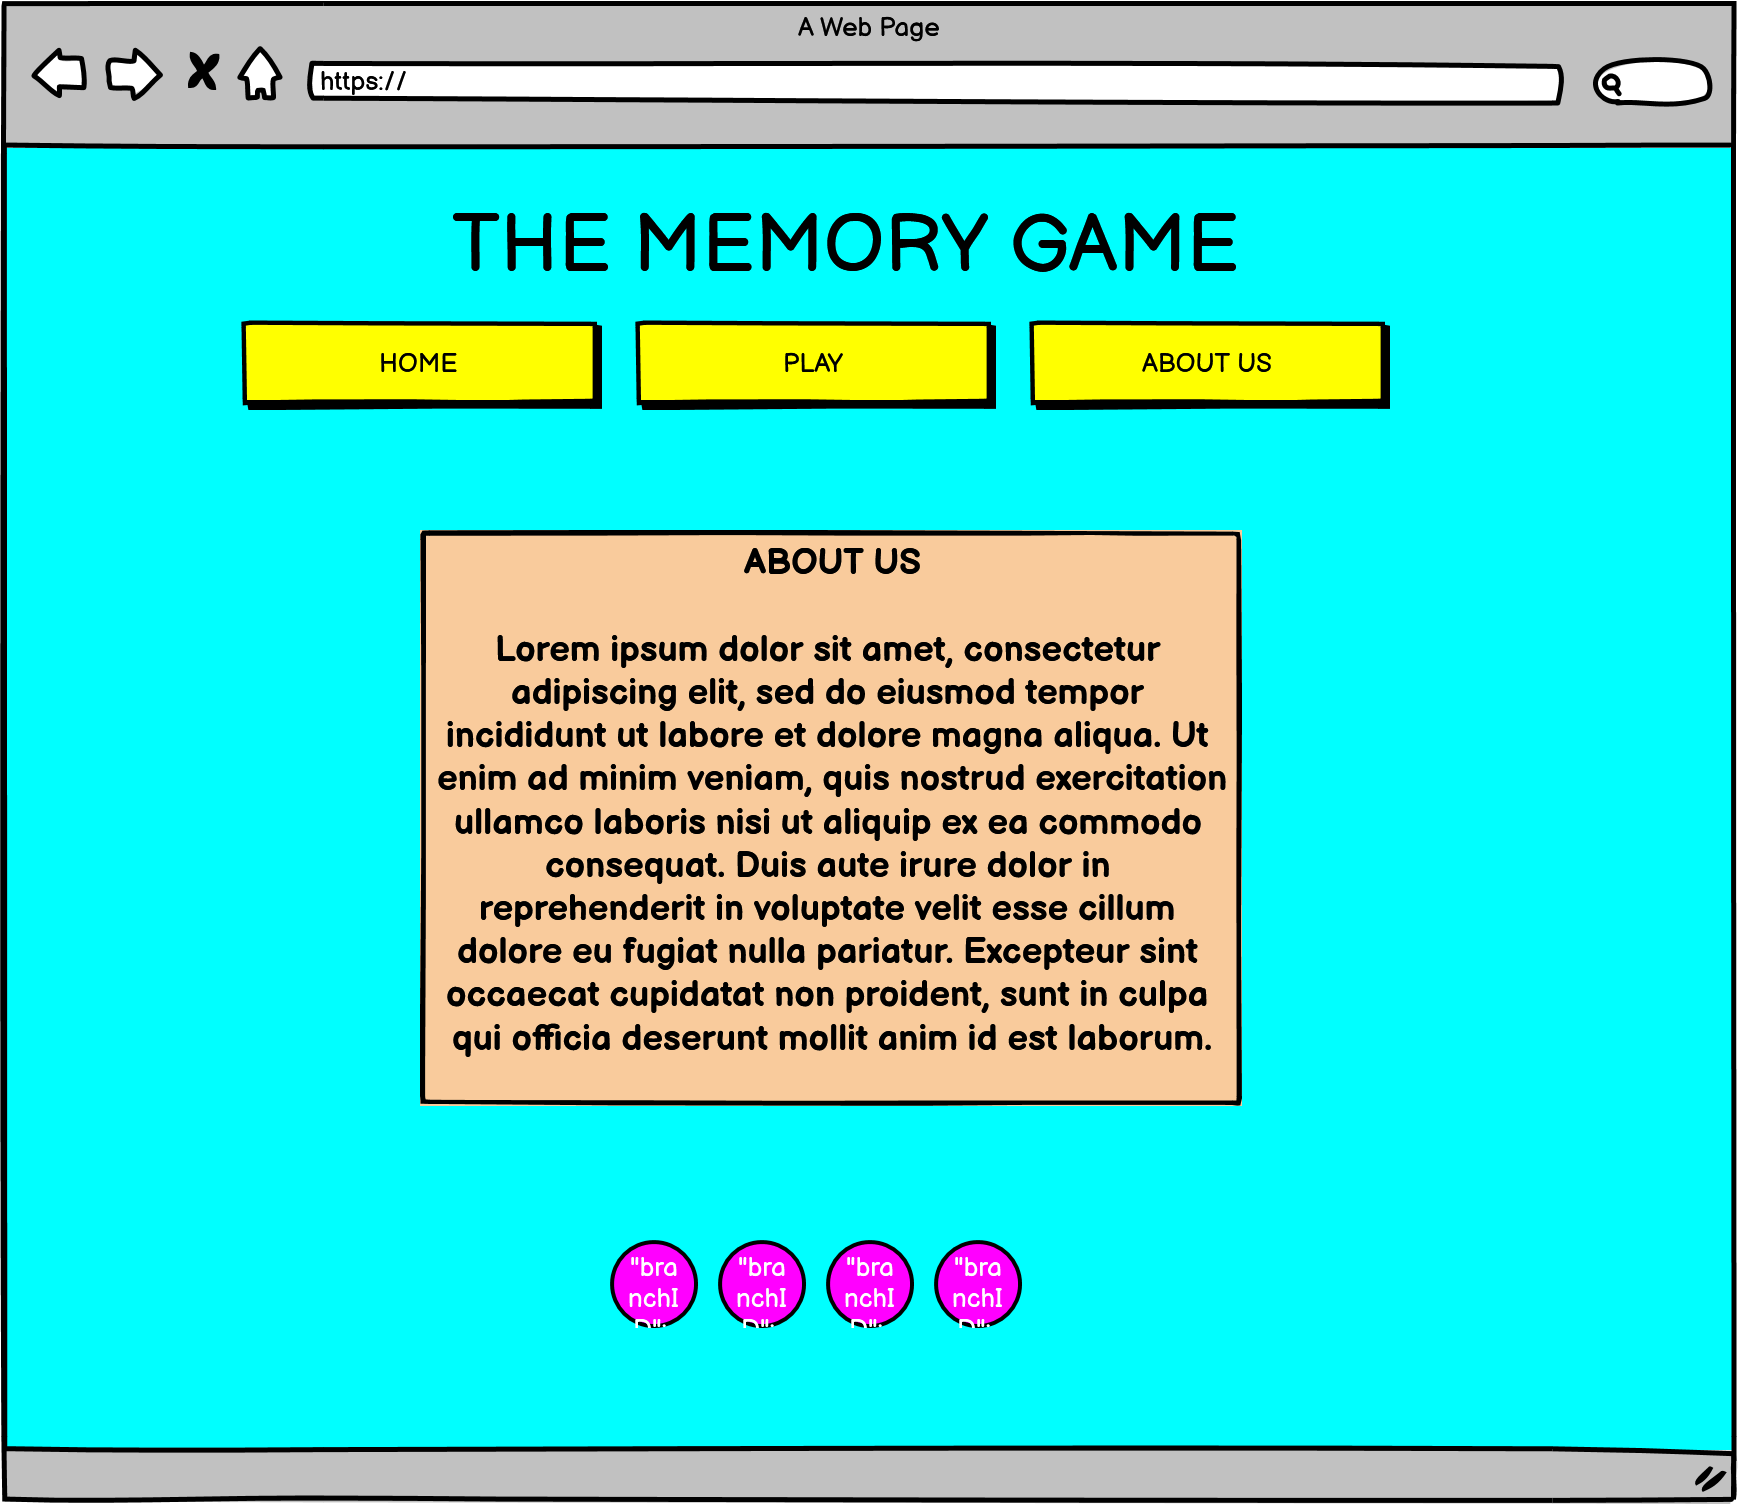 A Web Page
https://
THE MEMORY GAME
HOME
PLAY
ABOUT US
ABOUT US
Lorem ipsum dolor sit amet, consectetur
adipiscing elit, sed do eiusmod tempor
incididunt ut labore et dolore magna aliqua. Ut
enim ad minim veniam, quis nostrud exercitation
ullamco laboris nisi ut aliquip ex ea commodo
consequat. Duis aute irure dolor in
reprehenderit in voluptate velit esse cillum
dolore eu fugiat nulla pariatur. Excepteur sint
occaecat cupidatat non proident, sunt in culpa
qui officia deserunt mollit anim id est laborum.
"bra
nchI
D":
"bra
nchI
D":
"bra
nchI
D":
"bra
nchI
D":